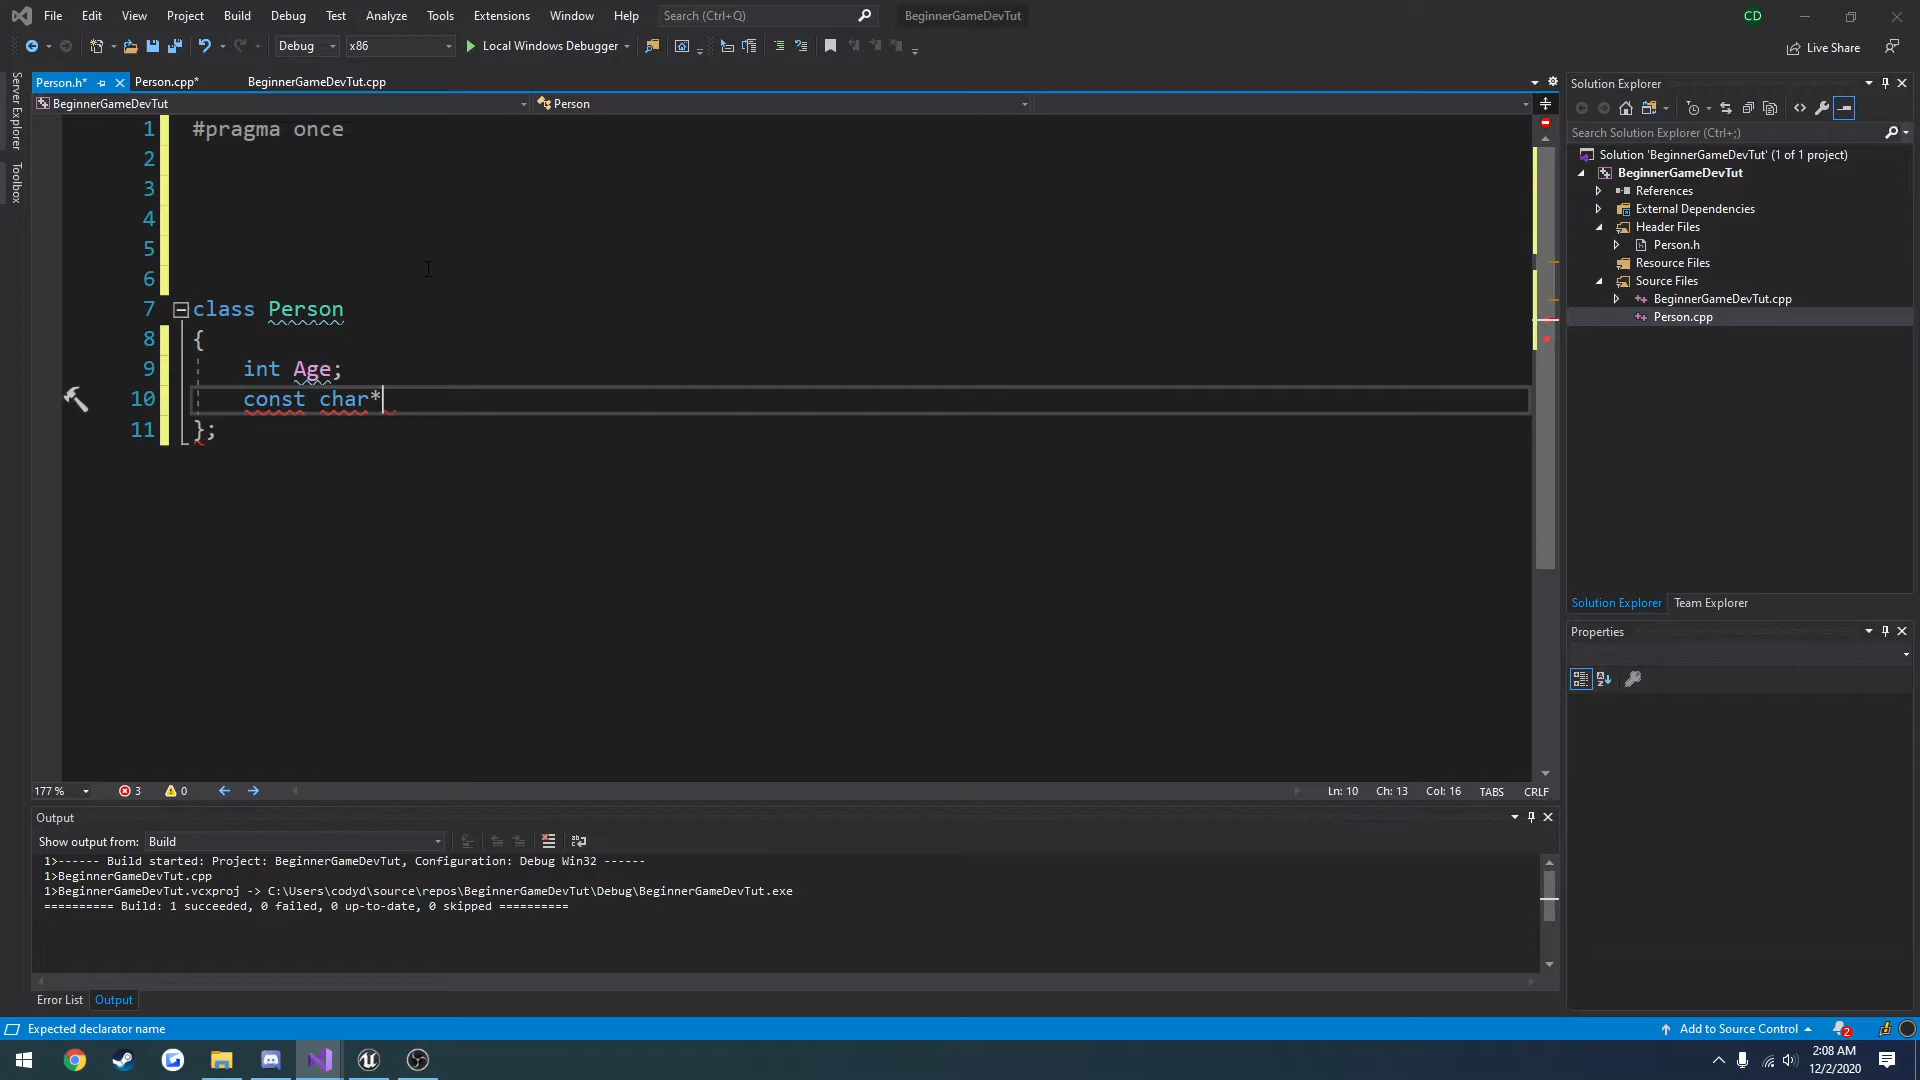 File Edit View Project Build Debug Test Analyze Tools Extensions Window Help Search (Ctrl+Q) BeginnerGameDevTut CD
Debug x86 Local Windows Debugger Live Share
Person.h* Person.cpp* BeginnerGameDevTut.cpp
BeginnerGameDevTut Person
Server Explorer
Toolbox
1 #pragma once
2
3
4
5
6
7 class Person
8 {
9 int Age;
10 const char*
11 };
177 % 3 0 Ln: 10 Ch: 13 Col: 16 TABS CRLF
Output
Show output from: Build
1>------ Build started: Project: BeginnerGameDevTut, Configuration: Debug Win32 ------
1>BeginnerGameDevTut.cpp
1>BeginnerGameDevTut.vcxproj -> C:\Users\codyd\source\repos\BeginnerGameDevTut\Debug\BeginnerGameDevTut.exe
========== Build: 1 succeeded, 0 failed, 0 up-to-date, 0 skipped ==========
Error List Output
Solution Explorer
Search Solution Explorer (Ctrl+;)
Solution 'BeginnerGameDevTut' (1 of 1 project)
BeginnerGameDevTut
References
External Dependencies
Header Files
Person.h
Resource Files
Source Files
BeginnerGameDevTut.cpp
Person.cpp
Solution Explorer Team Explorer
Properties
Expected declarator name Add to Source Control 2
2:08 AM
12/2/2020